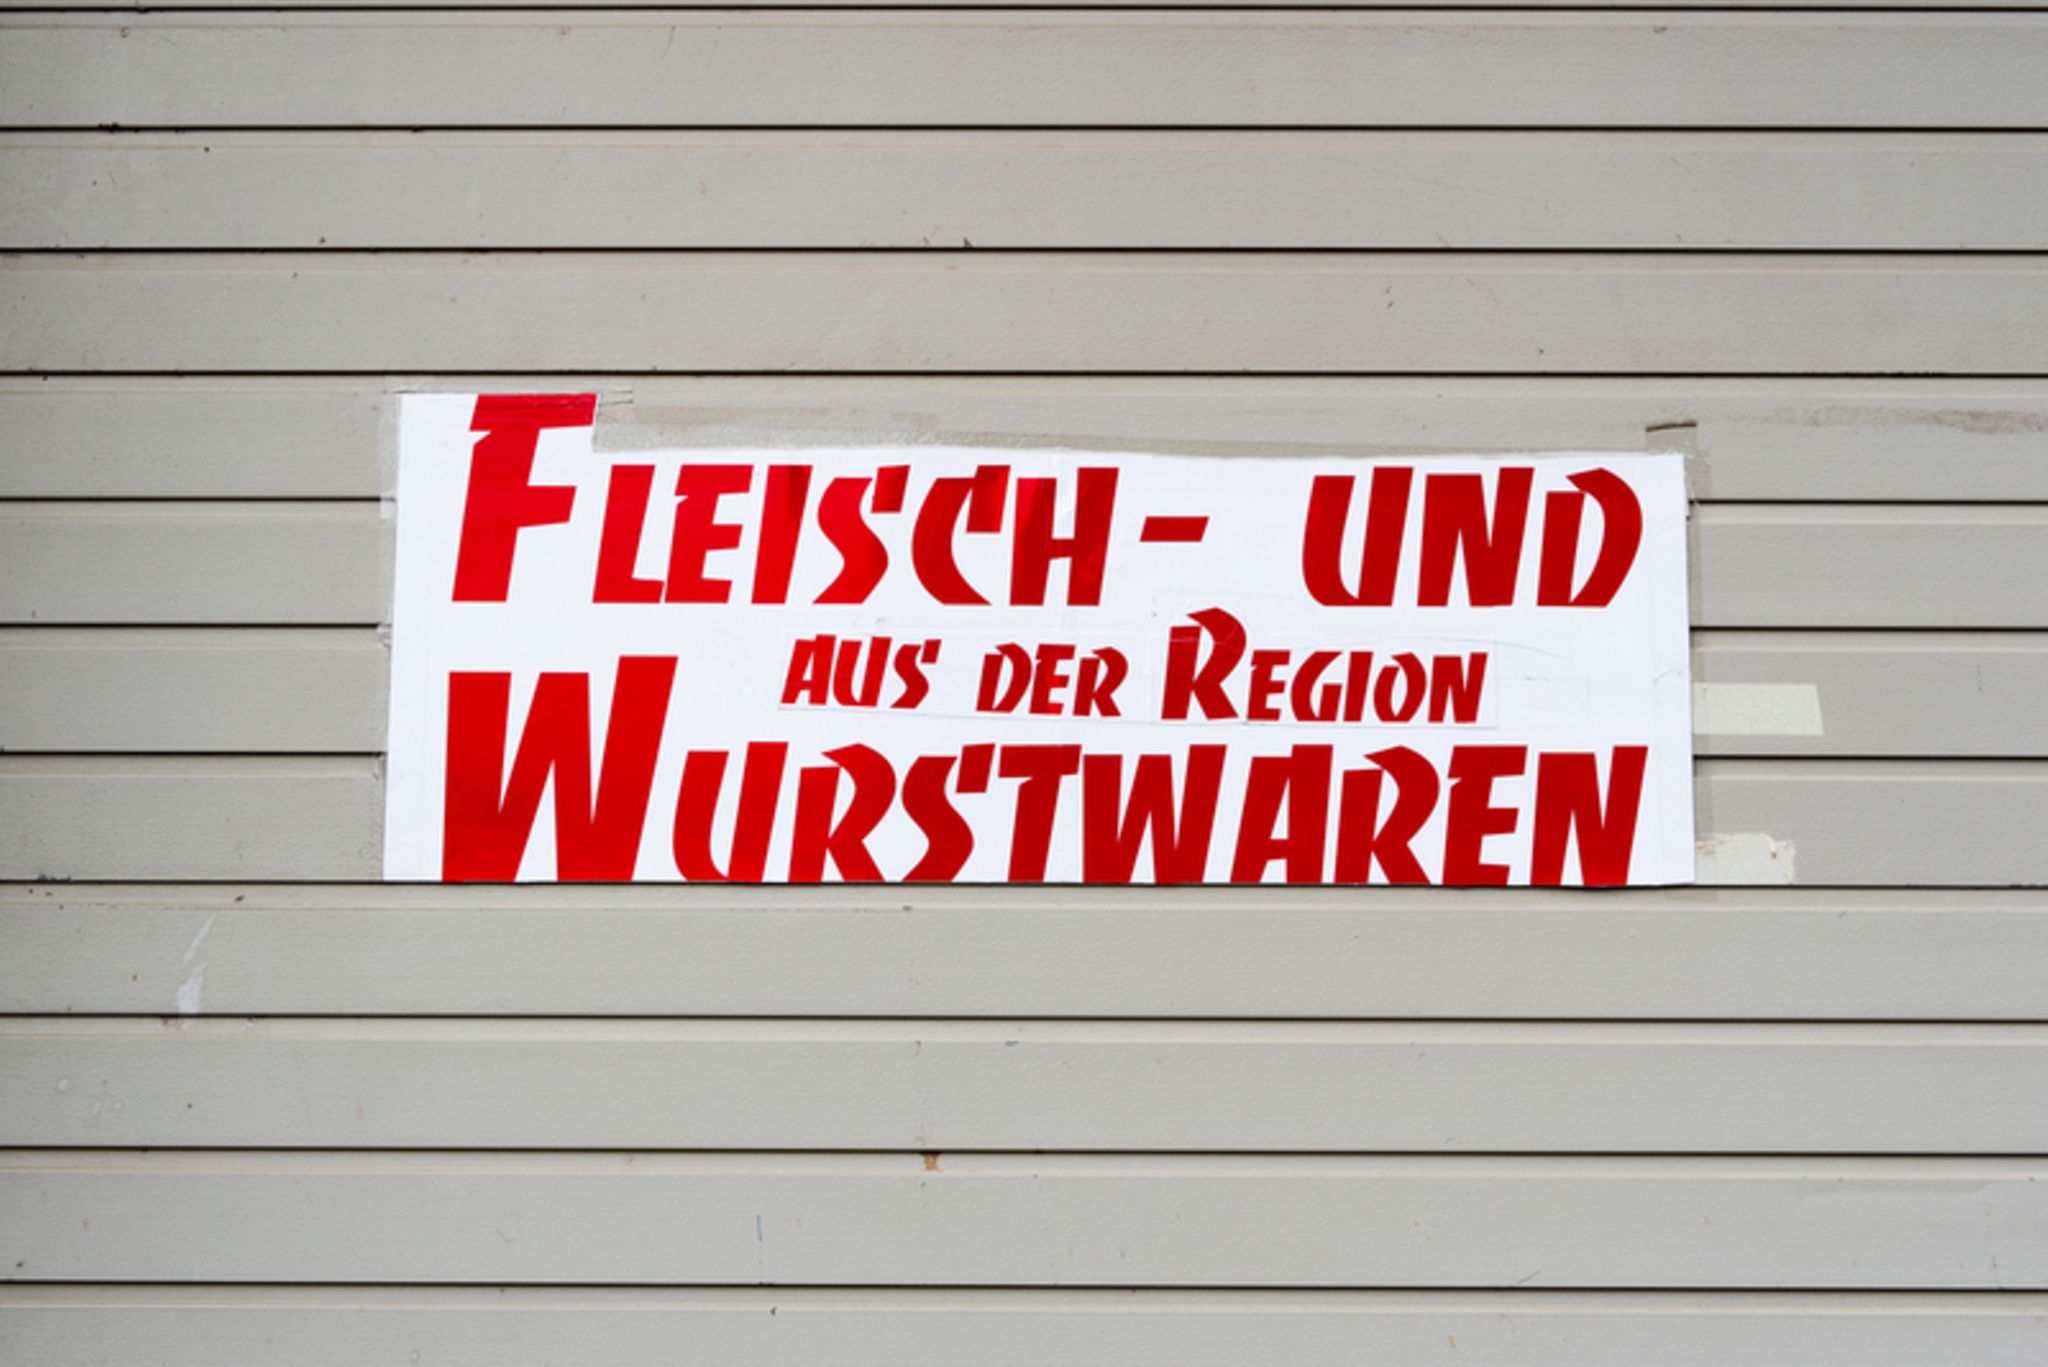 FLEISCH- UND
AUS DER REGION
WURSTWAREN